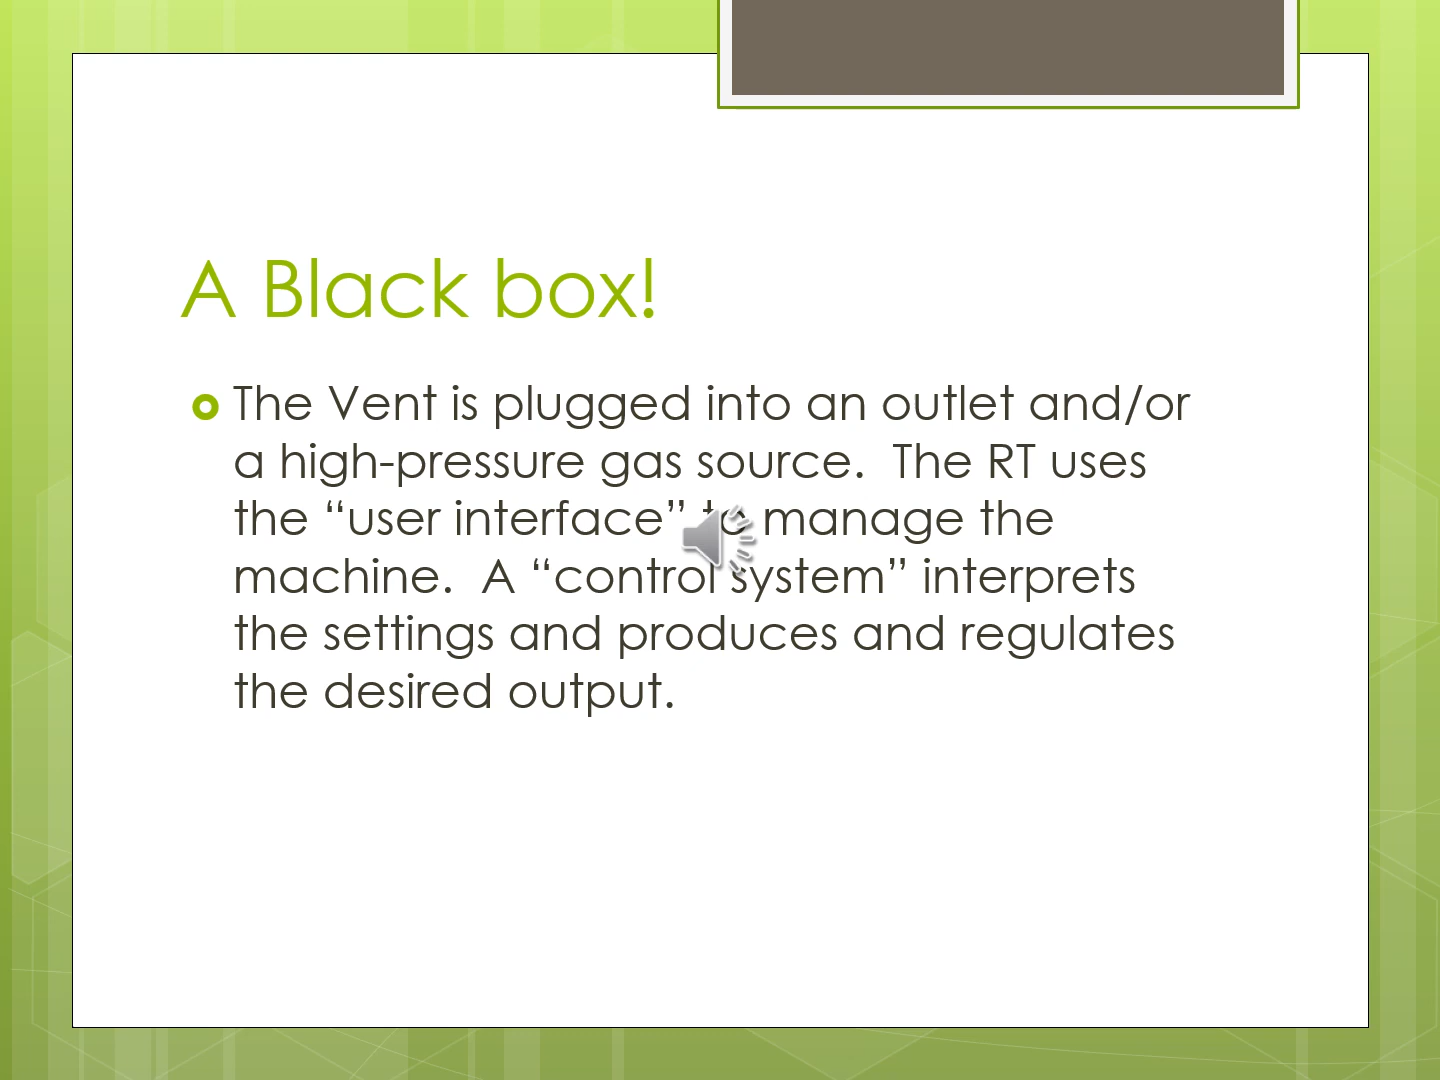 A Black box!
The Vent is plugged into an outlet and/or
a high-pressure gas source.  The RT uses
the “user interface” to manage the
machine.  A “control system” interprets
the settings and produces and regulates
the desired output.